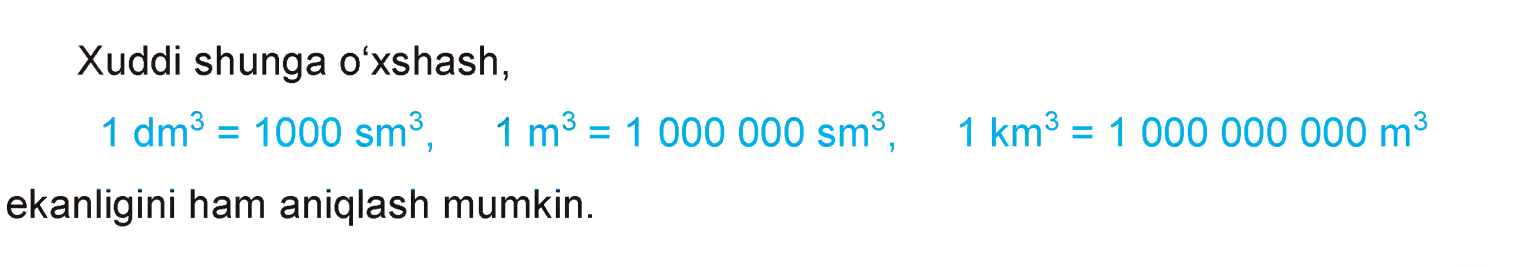 Xuddi shunga o‘xshash,
1 dm³ = 1000 sm³, 1 m³ = 1 000 000 sm³, 1 km³ = 1 000 000 000 m³
ekanligini ham aniqlash mumkin.